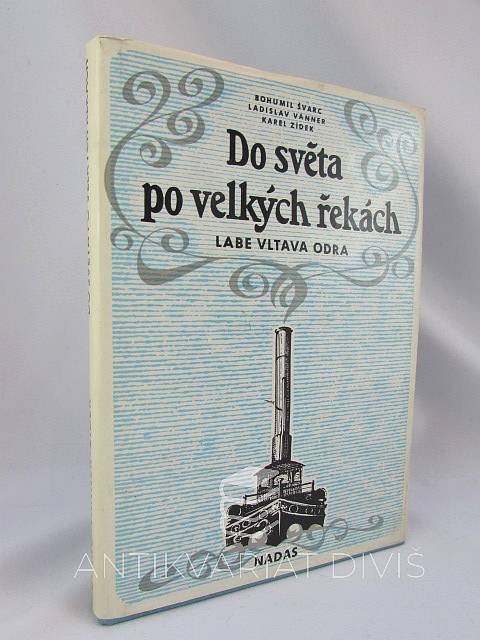 BOHUMIL ŠVARC
LADISLAV VANNER
KAREL ZÍDEK
Do světa
po velkých řekách
LABE VLTAVA ODRA
NADAS
ANTIKVARIÁT DIVIŠ